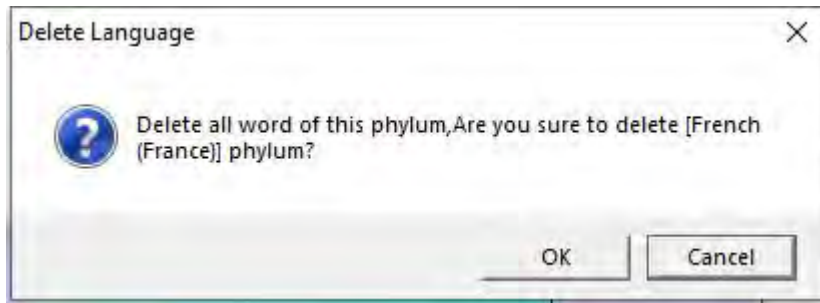 Delete Language
Delete all word of this phylum,Are you sure to delete [French
(France)] phylum?
OK
Cancel